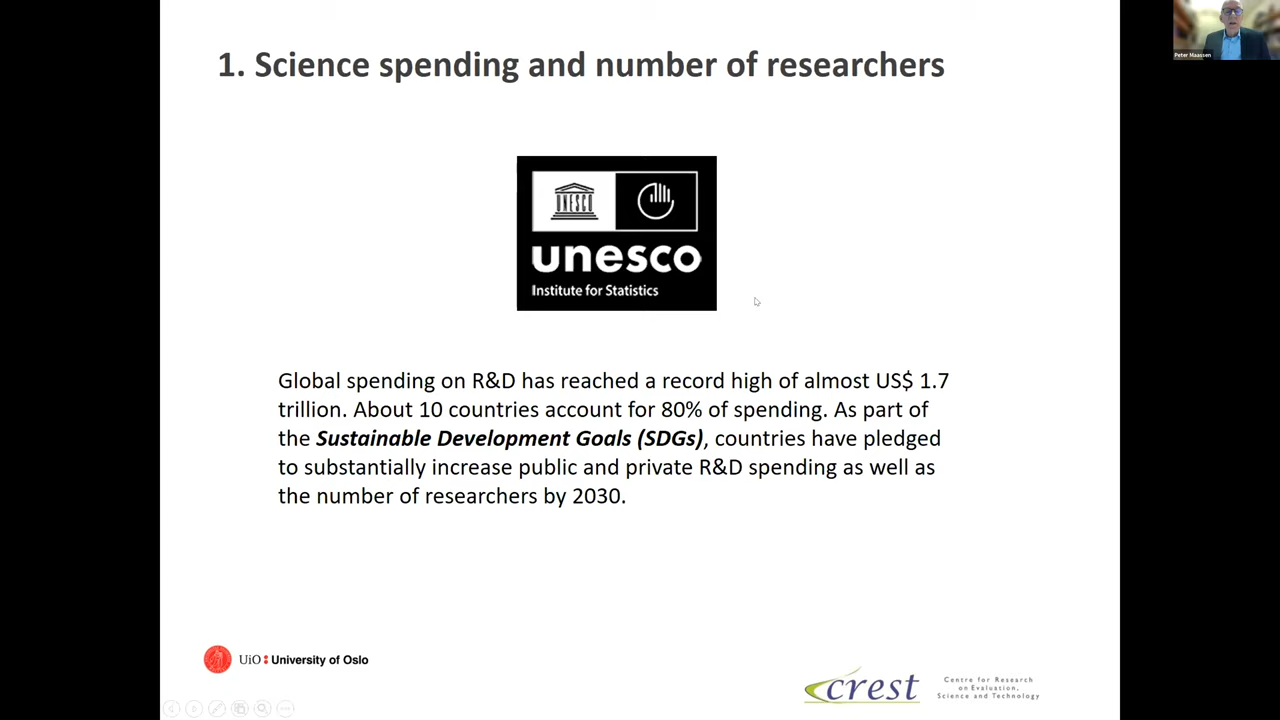 Peter Maassen
1. Science spending and number of researchers
UNESCO
unesco
Institute for Statistics
Global spending on R&D has reached a record high of almost US$ 1.7
trillion. About 10 countries account for 80% of spending. As part of
the Sustainable Development Goals (SDGs), countries have pledged
to substantially increase public and private R&D spending as well as
the number of researchers by 2030.
UiO: University of Oslo
crest
Centre for Research
on Evaluation,
Science and Technology